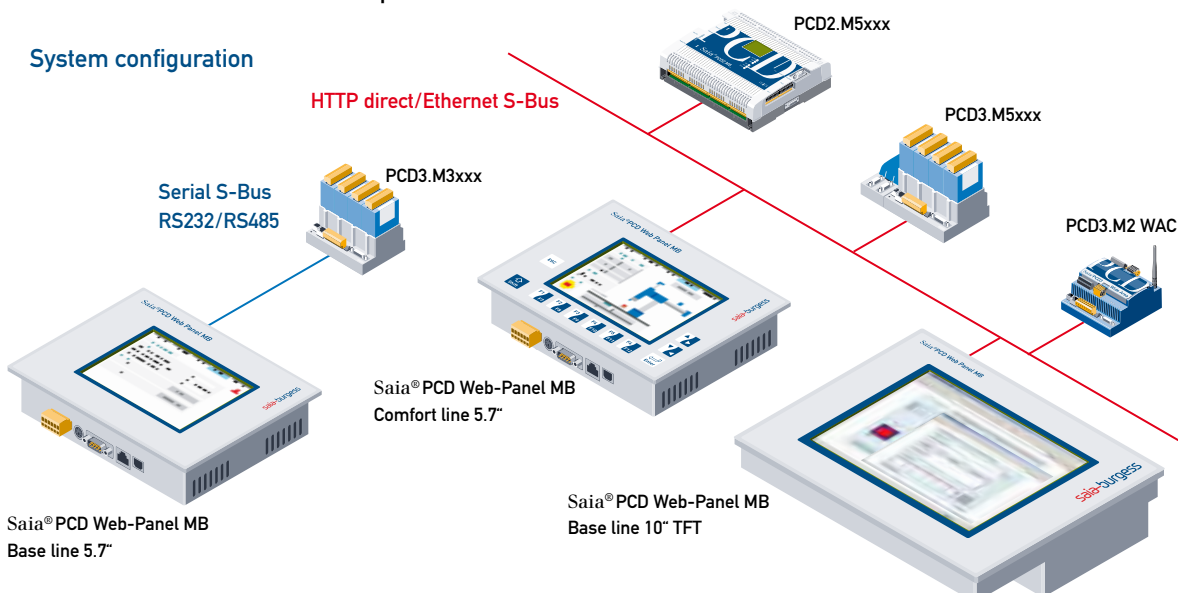 System configuration
PCD2.M5xxx
HTTP direct/Ethernet S-Bus
PCD3.M5xxx
Serial S-Bus
RS232/RS485
PCD3.M3xxx
PCD3.M2 WAC
Saia®PCD Web Panel MB
saia-burgess
Saia®PCD Web-Panel MB
Base line 5.7“
Saia®PCD Web Panel MB
ESC
saia-burgess
Saia®PCD Web-Panel MB
Comfort line 5.7“
Saia®PCD Web Panel MB
saia-burgess
Saia®PCD Web-Panel MB
Base line 10“ TFT
PCD
PCD